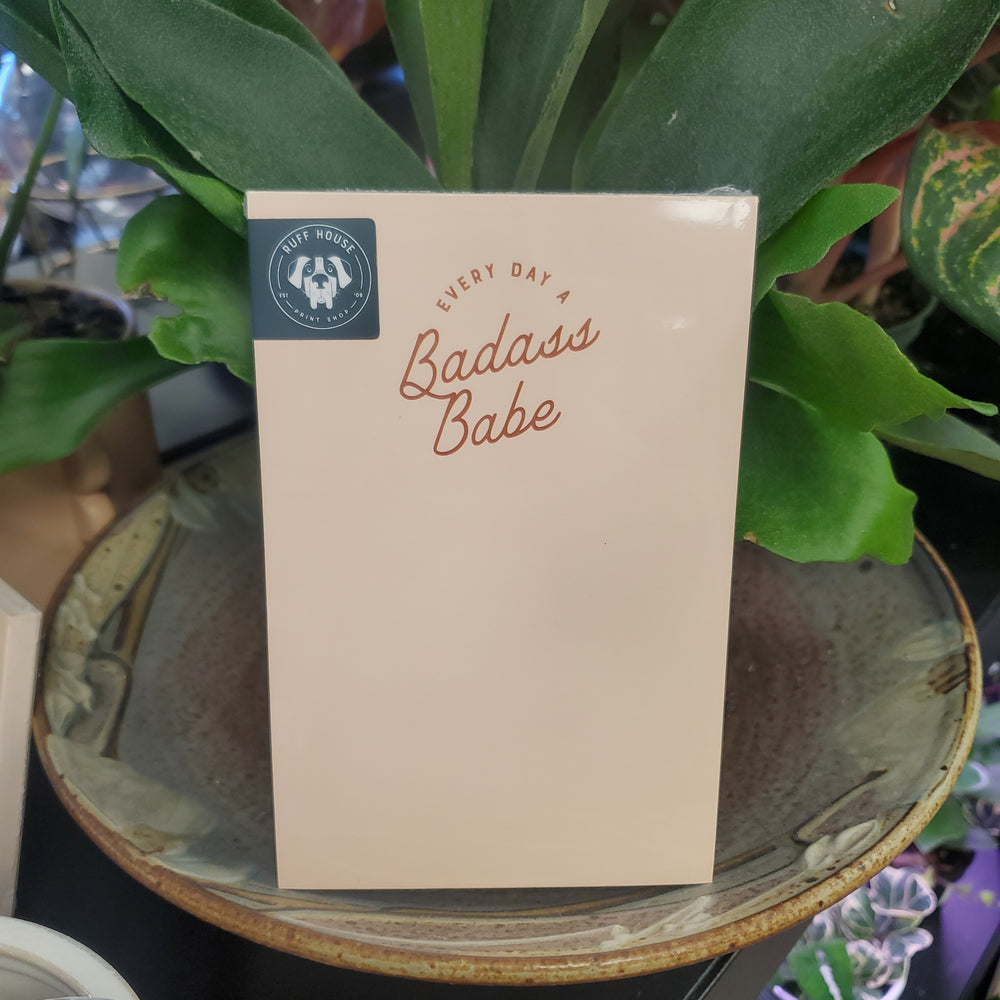 RUFF HOUSE
EST '08
PRINT SHOP
EVERY DAY A
Badass
Babe